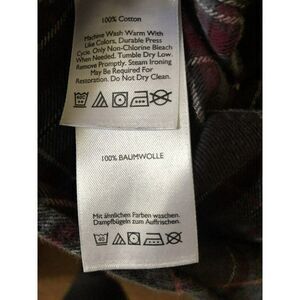 100% Cotton
Machine Wash Warm With
Like Colors, Durable Press
Cycle. Only Non-Chlorine Bleach
When Needed. Tumble Dry Low.
Remove Promptly. Steam Ironing
May Be Required For
Restoration. Do Not Dry Clean.
40
100% BAUMWOLLE
Mit ähnlichen Farben waschen.
Dampfbügeln zum Auffrischen.
40